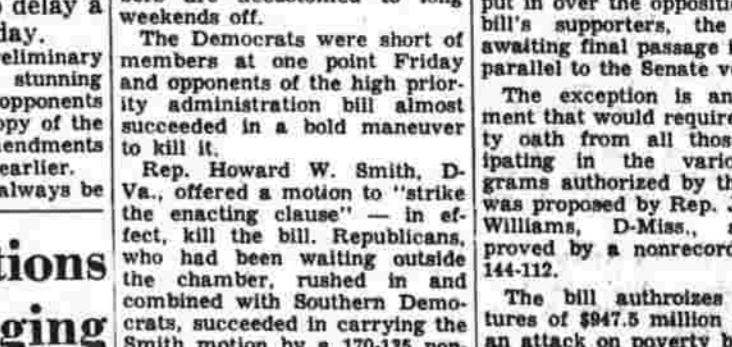 delay a
day.
eliminary
stunning
opponents
opy of the
endments
earlier.
always be
tions
ging
weekends off.
The Democrats were short of
members at one point Friday
and opponents of the high prior-
ity administration bill almost
succeeded in a bold maneuver
to kill it.
Rep. Howard W. Smith, D-
Va., offered a motion to "strike
the enacting clause" — in ef-
fect, kill the bill. Republicans,
who had been waiting outside
the chamber, rushed in and
combined with Southern Demo-
crats, succeeded in carrying the
Smith motion by a 170-135 non-
put in over the oppositi
bill's supporters, the
awaiting final passage
parallel to the Senate v
The exception is an
ment that would require
ty oath from all thos
ipating in the vario
grams authorized by th
was proposed by Rep. J
Williams, D-Miss., a
proved by a nonrecord
144-112.
The bill authroizes
tures of $947.5 million
an attack on poverty b